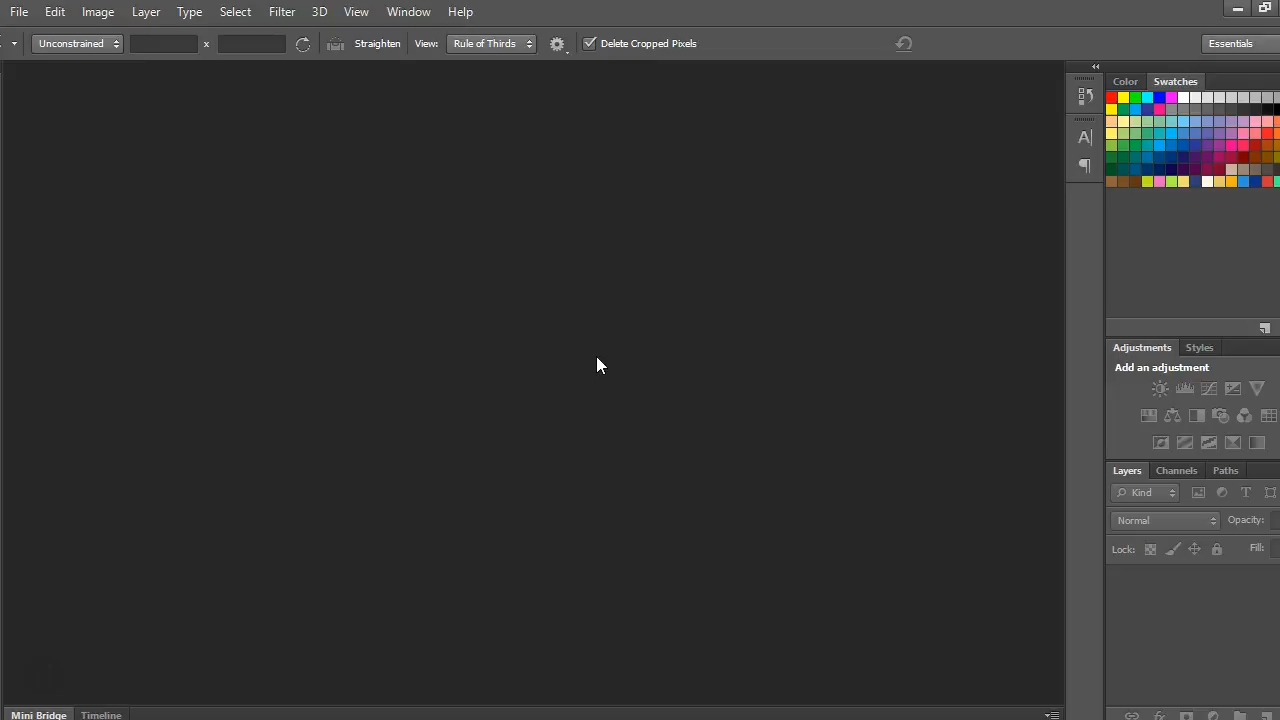 File Edit Image Layer Type Select Filter 3D View Window Help
Unconstrained x Straighten View: Rule of Thirds Delete Cropped Pixels Essentials
Color Swatches
Adjustments Styles
Add an adjustment
Layers Channels Paths
Kind
Normal Opacity:
Lock: Fill:
Mini Bridge Timeline